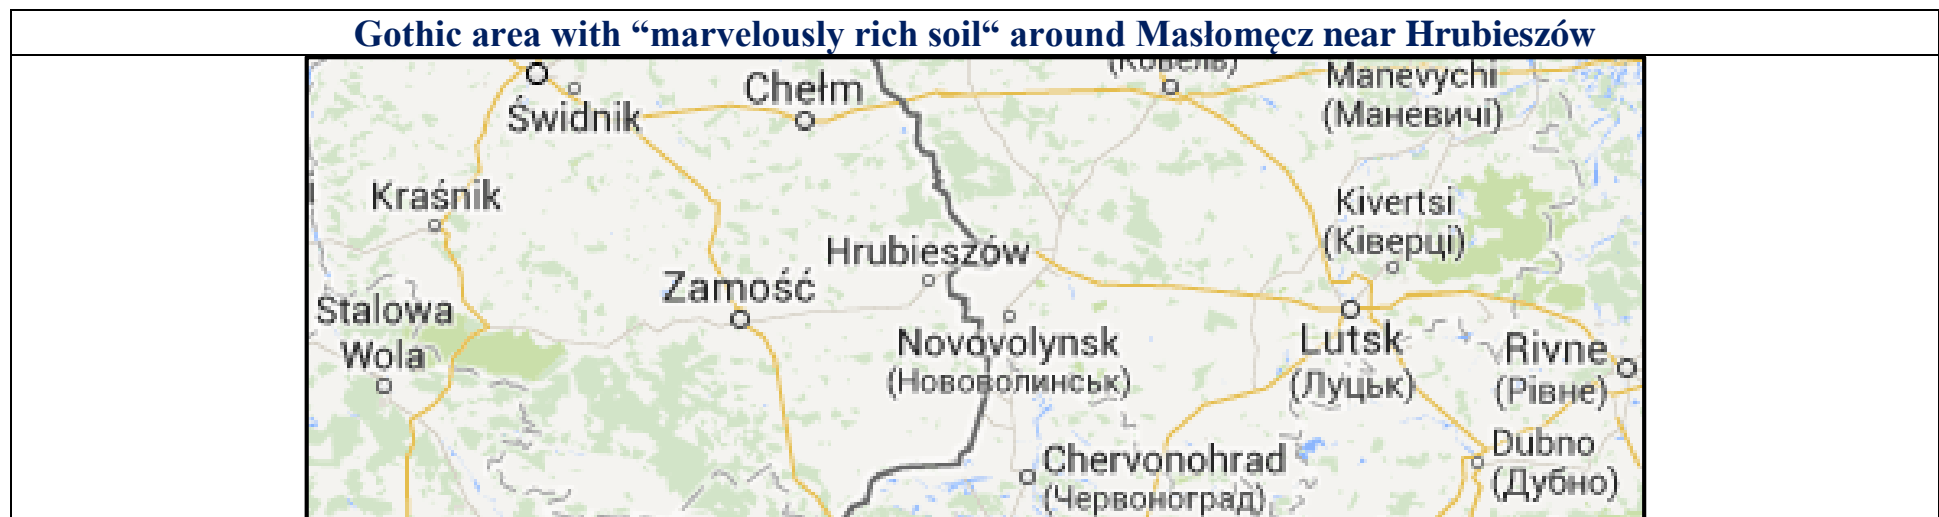 Gothic area with “marvelously rich soil“ around Masłomęcz near Hrubieszów
(Ковель)
Manevychi
(Маневичі)
Chełm
Świdnik
Kraśnik
Kivertsi
(Ківерці)
Hrubieszów
Zamość
Stalowa
Wola
Novovolynsk
(Нововолинськ)
Lutsk
(Луцьк)
Rivne
(Рівне)
Chervonohrad
(Червоноград)
Dubno
(Дубно)